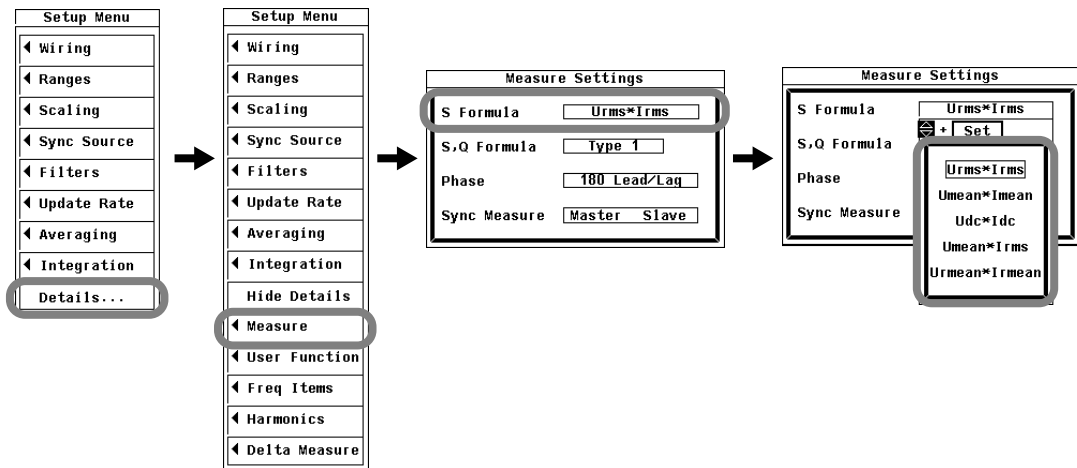 Setup Menu
Wiring
Ranges
Scaling
Sync Source
Filters
Update Rate
Averaging
Integration
Details...
Setup Menu
Wiring
Ranges
Scaling
Sync Source
Filters
Update Rate
Averaging
Integration
Hide Details
Measure
User Function
Freq Items
Harmonics
Delta Measure
Measure Settings
S Formula Urms*Irms
S,Q Formula Type 1
Phase 180 Lead/Lag
Sync Measure Master Slave
Measure Settings
S Formula Urms*Irms
+ Set
S,Q Formula
Phase
Sync Measure
Urms*Irms
Umean*Imean
Udc*Idc
Umean*Irms
Urmean*Irmean